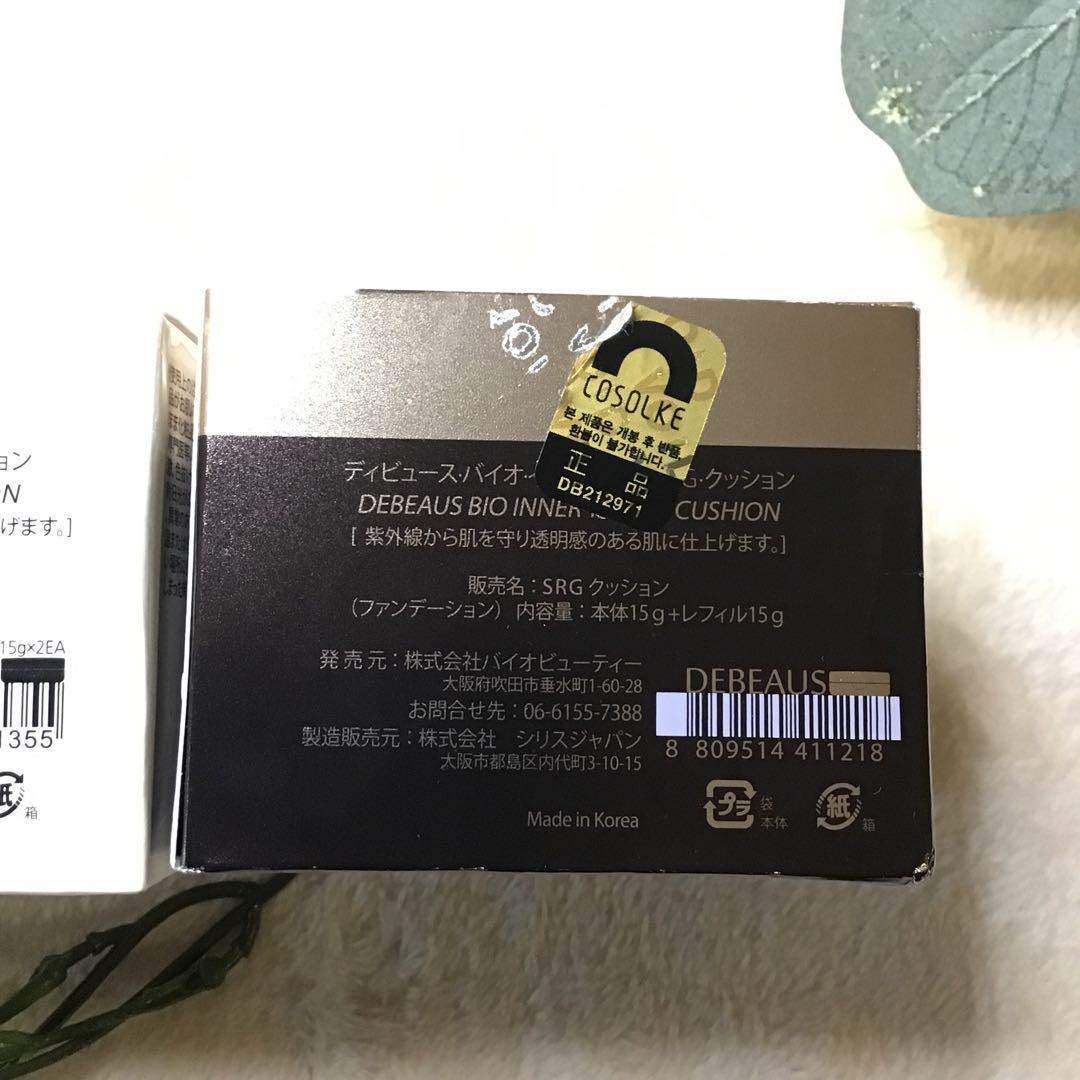 COSOLKE
본 제품은 개봉 후 반품,
환불이 불가합니다.
正品
DB212971
ディビュース・バイオ・ G・クッション
DEBEAUS BIO INNER CUSHION
[ 紫外線から肌を守り透明感のある肌に仕上げます。]
販売名：SRG クッション
（ファンデーション） 内容量：本体15g+レフィル15g
発売元：株式会社バイオビューティー
大阪府吹田市垂水町1-60-28
お問合せ先：06-6155-7388
製造販売元：株式会社 シリスジャパン
大阪市都島区内代町3-10-15
Made in Korea
DEBEAUS
8 809514 411218
プラ 袋
本体
紙 箱
ョン
ON
げます。]
15g×2EA
1355
紙 箱